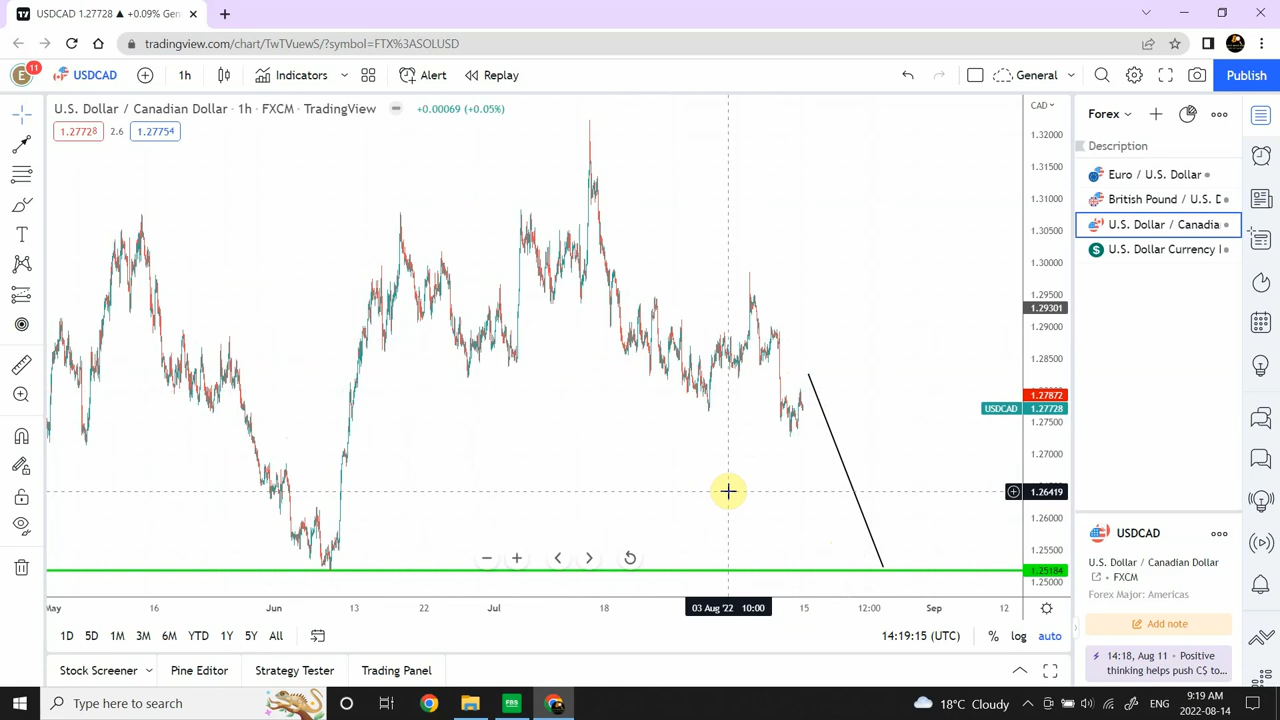 USDCAD 1.27728 ▲ +0.09% Gen
tradingview.com/chart/TwTVuewS/?symbol=FTX%3ASOLUSD
E 11 USDCAD 1h Indicators Alert Replay General Publish
U.S. Dollar / Canadian Dollar · 1h · FXCM · TradingView +0.00069 (+0.05%)
1.27728 2.6 1.27754
CAD
1.32000
1.31500
1.31000
1.30500
1.30000
1.29500
1.29301
1.29000
1.28500
1.27872
USDCAD 1.27728
1.27500
1.27000
1.26419
1.26000
1.25500
1.25184
1.25000
Forex
Description
Euro / U.S. Dollar
British Pound / U.S. D
U.S. Dollar / Canadia
U.S. Dollar Currency I
USDCAD
U.S. Dollar / Canadian Dollar
FXCM
Forex Major: Americas
Add note
14:18, Aug 11 • Positive
thinking helps push C$ to...
May 16 Jun 13 22 Jul 18 03 Aug '22 10:00 15 12:00 Sep 12
1D 5D 1M 3M 6M YTD 1Y 5Y All 14:19:15 (UTC) % log auto
Stock Screener Pine Editor Strategy Tester Trading Panel
Type here to search FBS 18°C Cloudy ENG 9:19 AM
2022-08-14